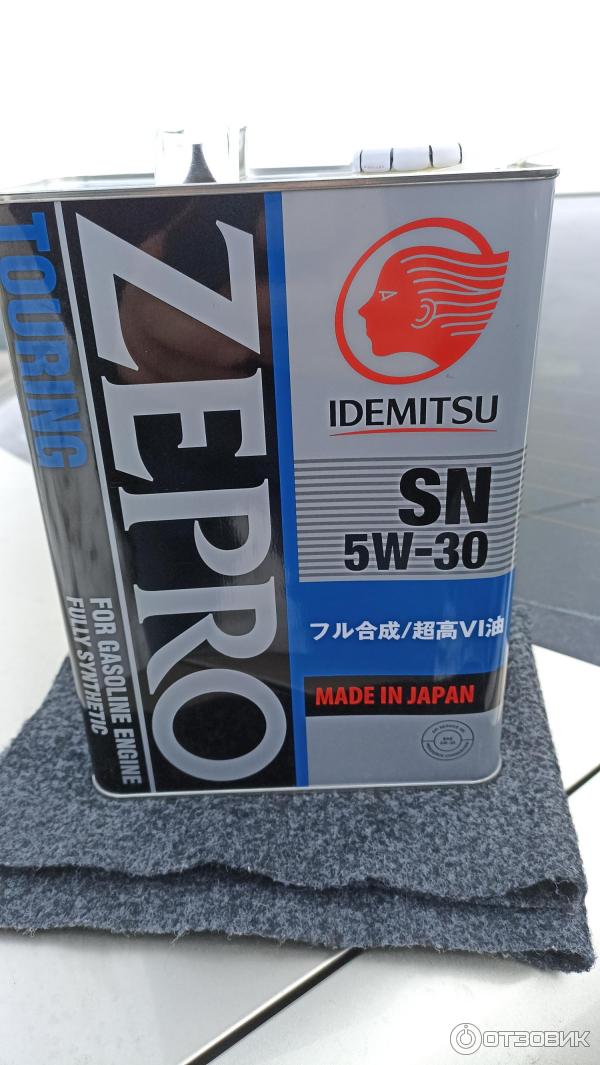 TOURING
ZEPRO
FOR GASOLINE ENGINE
FULLY SYNTHETIC
IDEMITSU
SN
5W-30
フル合成/超高VI油
MADE IN JAPAN
ОТЗОВИК